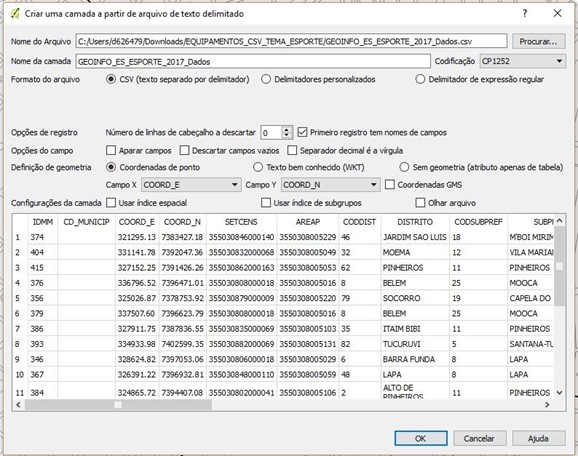 Criar uma camada a partir de arquivo de texto delimitado
Nome do Arquivo C:/Users/d626479/Downloads/EQUIPAMENTOS_CSV_TEMA_ESPORTE/GEOINFO_ES_ESPORTE_2017_Dados.csv Procurar...
Nome da camada GEOINFO_ES_ESPORTE_2017_Dados Codificação CP1252
Formato do arquivo CSV (texto separado por delimitador) Delimitadores personalizados Delimitador de expressão regular
Opções de registro Número de linhas de cabeçalho a descartar 0 Primeiro registro tem nomes de campos
Opções do campo Aparar campos Descartar campos vazios Separador decimal é a vírgula
Definição de geometria Coordenadas de ponto Texto bem conhecido (WKT) Sem geometria (atributo apenas de tabela)
Campo X COORD_E Campo Y COORD_N Coordenadas GMS
Configurações da camada Usar índice espacial Usar índice de subgrupos Olhar arquivo
IDMM CD_MUNICIP COORD_E COORD_N SETCENS AREAP CODDIST DISTRITO CODSUBPREF SUBPI
1 374 321295.13 7383427.18 355030846000140 3550308005229 46 JARDIM SAO LUIS 18 M'BOI MIRIM
2 404 331141.78 7392047.36 355030832000068 3550308005049 32 MOEMA 12 VILA MARIAN
3 415 327152.25 7391426.26 355030862000163 3550308005053 62 PINHEIROS 11 PINHEIROS
4 376 336796.52 7396471.01 355030808000018 3550308005016 8 BELEM 25 MOOCA
5 356 325026.87 7378753.92 355030879000009 3550308005220 79 SOCORRO 19 CAPELA DO
6 379 337507.60 7396623.79 355030808000018 3550308005016 8 BELEM 25 MOOCA
7 386 327911.75 7387836.55 355030835000069 3550308005103 35 ITAIM BIBI 11 PINHEIROS
8 393 334933.98 7402599.35 355030882000069 3550308005131 82 TUCURUVI 5 SANTANA-TU
9 346 328624.82 7397053.06 355030806000018 3550308005029 6 BARRA FUNDA 8 LAPA
10 367 326391.22 7396932.81 355030848000110 3550308005059 48 LAPA 8 LAPA
11 384 324865.72 7394407.08 355030802000041 3550308005106 2 ALTO DE PINHEIROS 11 PINHEIROS
OK Cancelar Ajuda